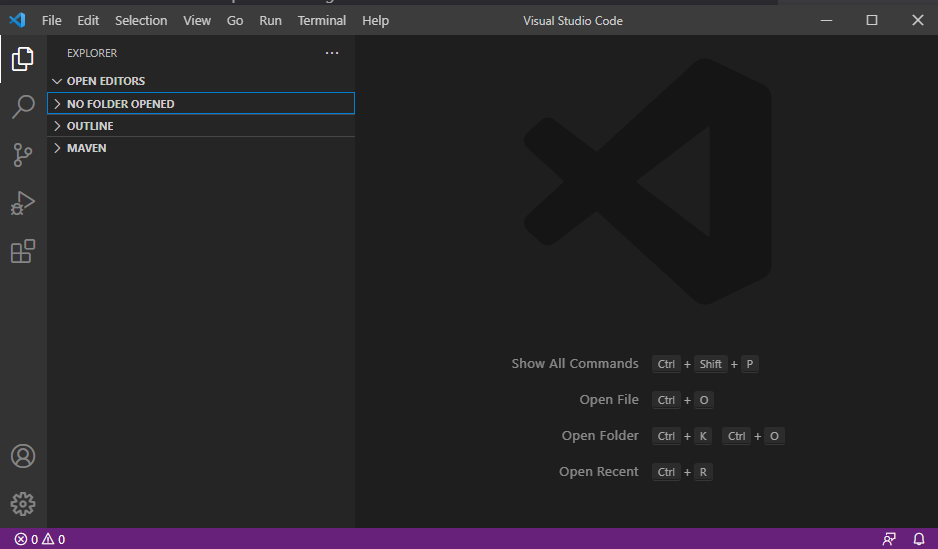 File Edit Selection View Go Run Terminal Help Visual Studio Code
EXPLORER
OPEN EDITORS
NO FOLDER OPENED
OUTLINE
MAVEN
Show All Commands Ctrl + Shift + P
Open File Ctrl + O
Open Folder Ctrl + K Ctrl + O
Open Recent Ctrl + R
0 0